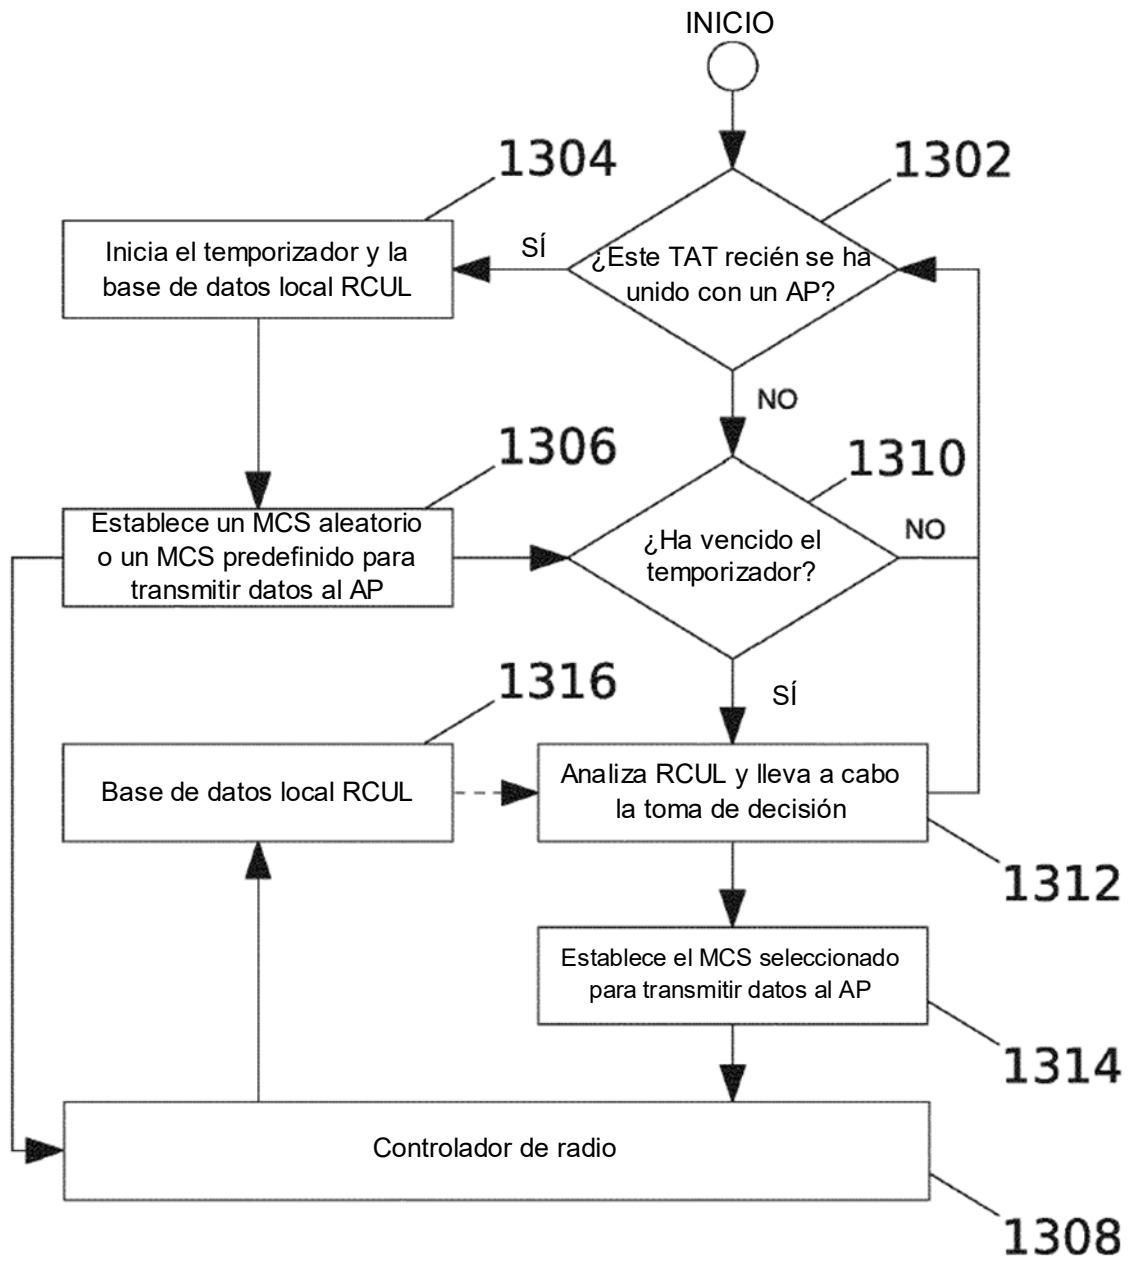 INICIO
1304
1302
Inicia el temporizador y la
base de datos local RCUL
SÍ
¿Este TAT recién se ha
unido con un AP?
NO
1306
1310
Establece un MCS aleatorio
o un MCS predefinido para
transmitir datos al AP
¿Ha vencido el
temporizador?
NO
1316
SÍ
Base de datos local RCUL
Analiza RCUL y lleva a cabo
la toma de decisión
1312
Establece el MCS seleccionado
para transmitir datos al AP
1314
Controlador de radio
1308